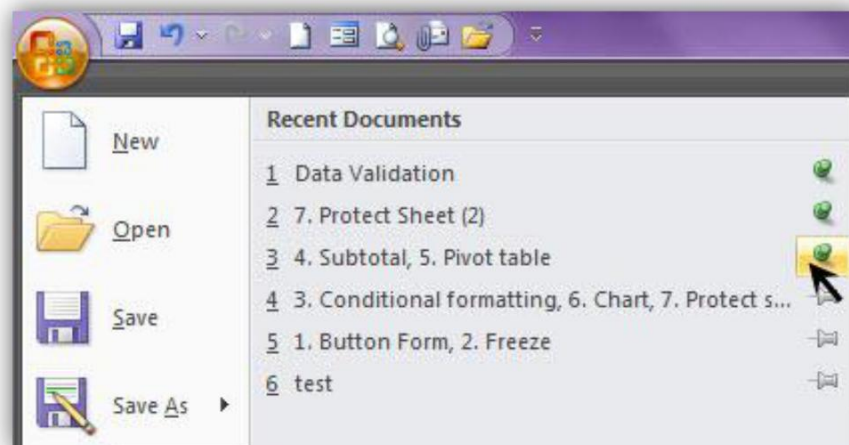 New
Open
Save
Save As
Recent Documents
1 Data Validation
2 7. Protect Sheet (2)
3 4. Subtotal, 5. Pivot table
4 3. Conditional formatting, 6. Chart, 7. Protect s...
5 1. Button Form, 2. Freeze
6 test